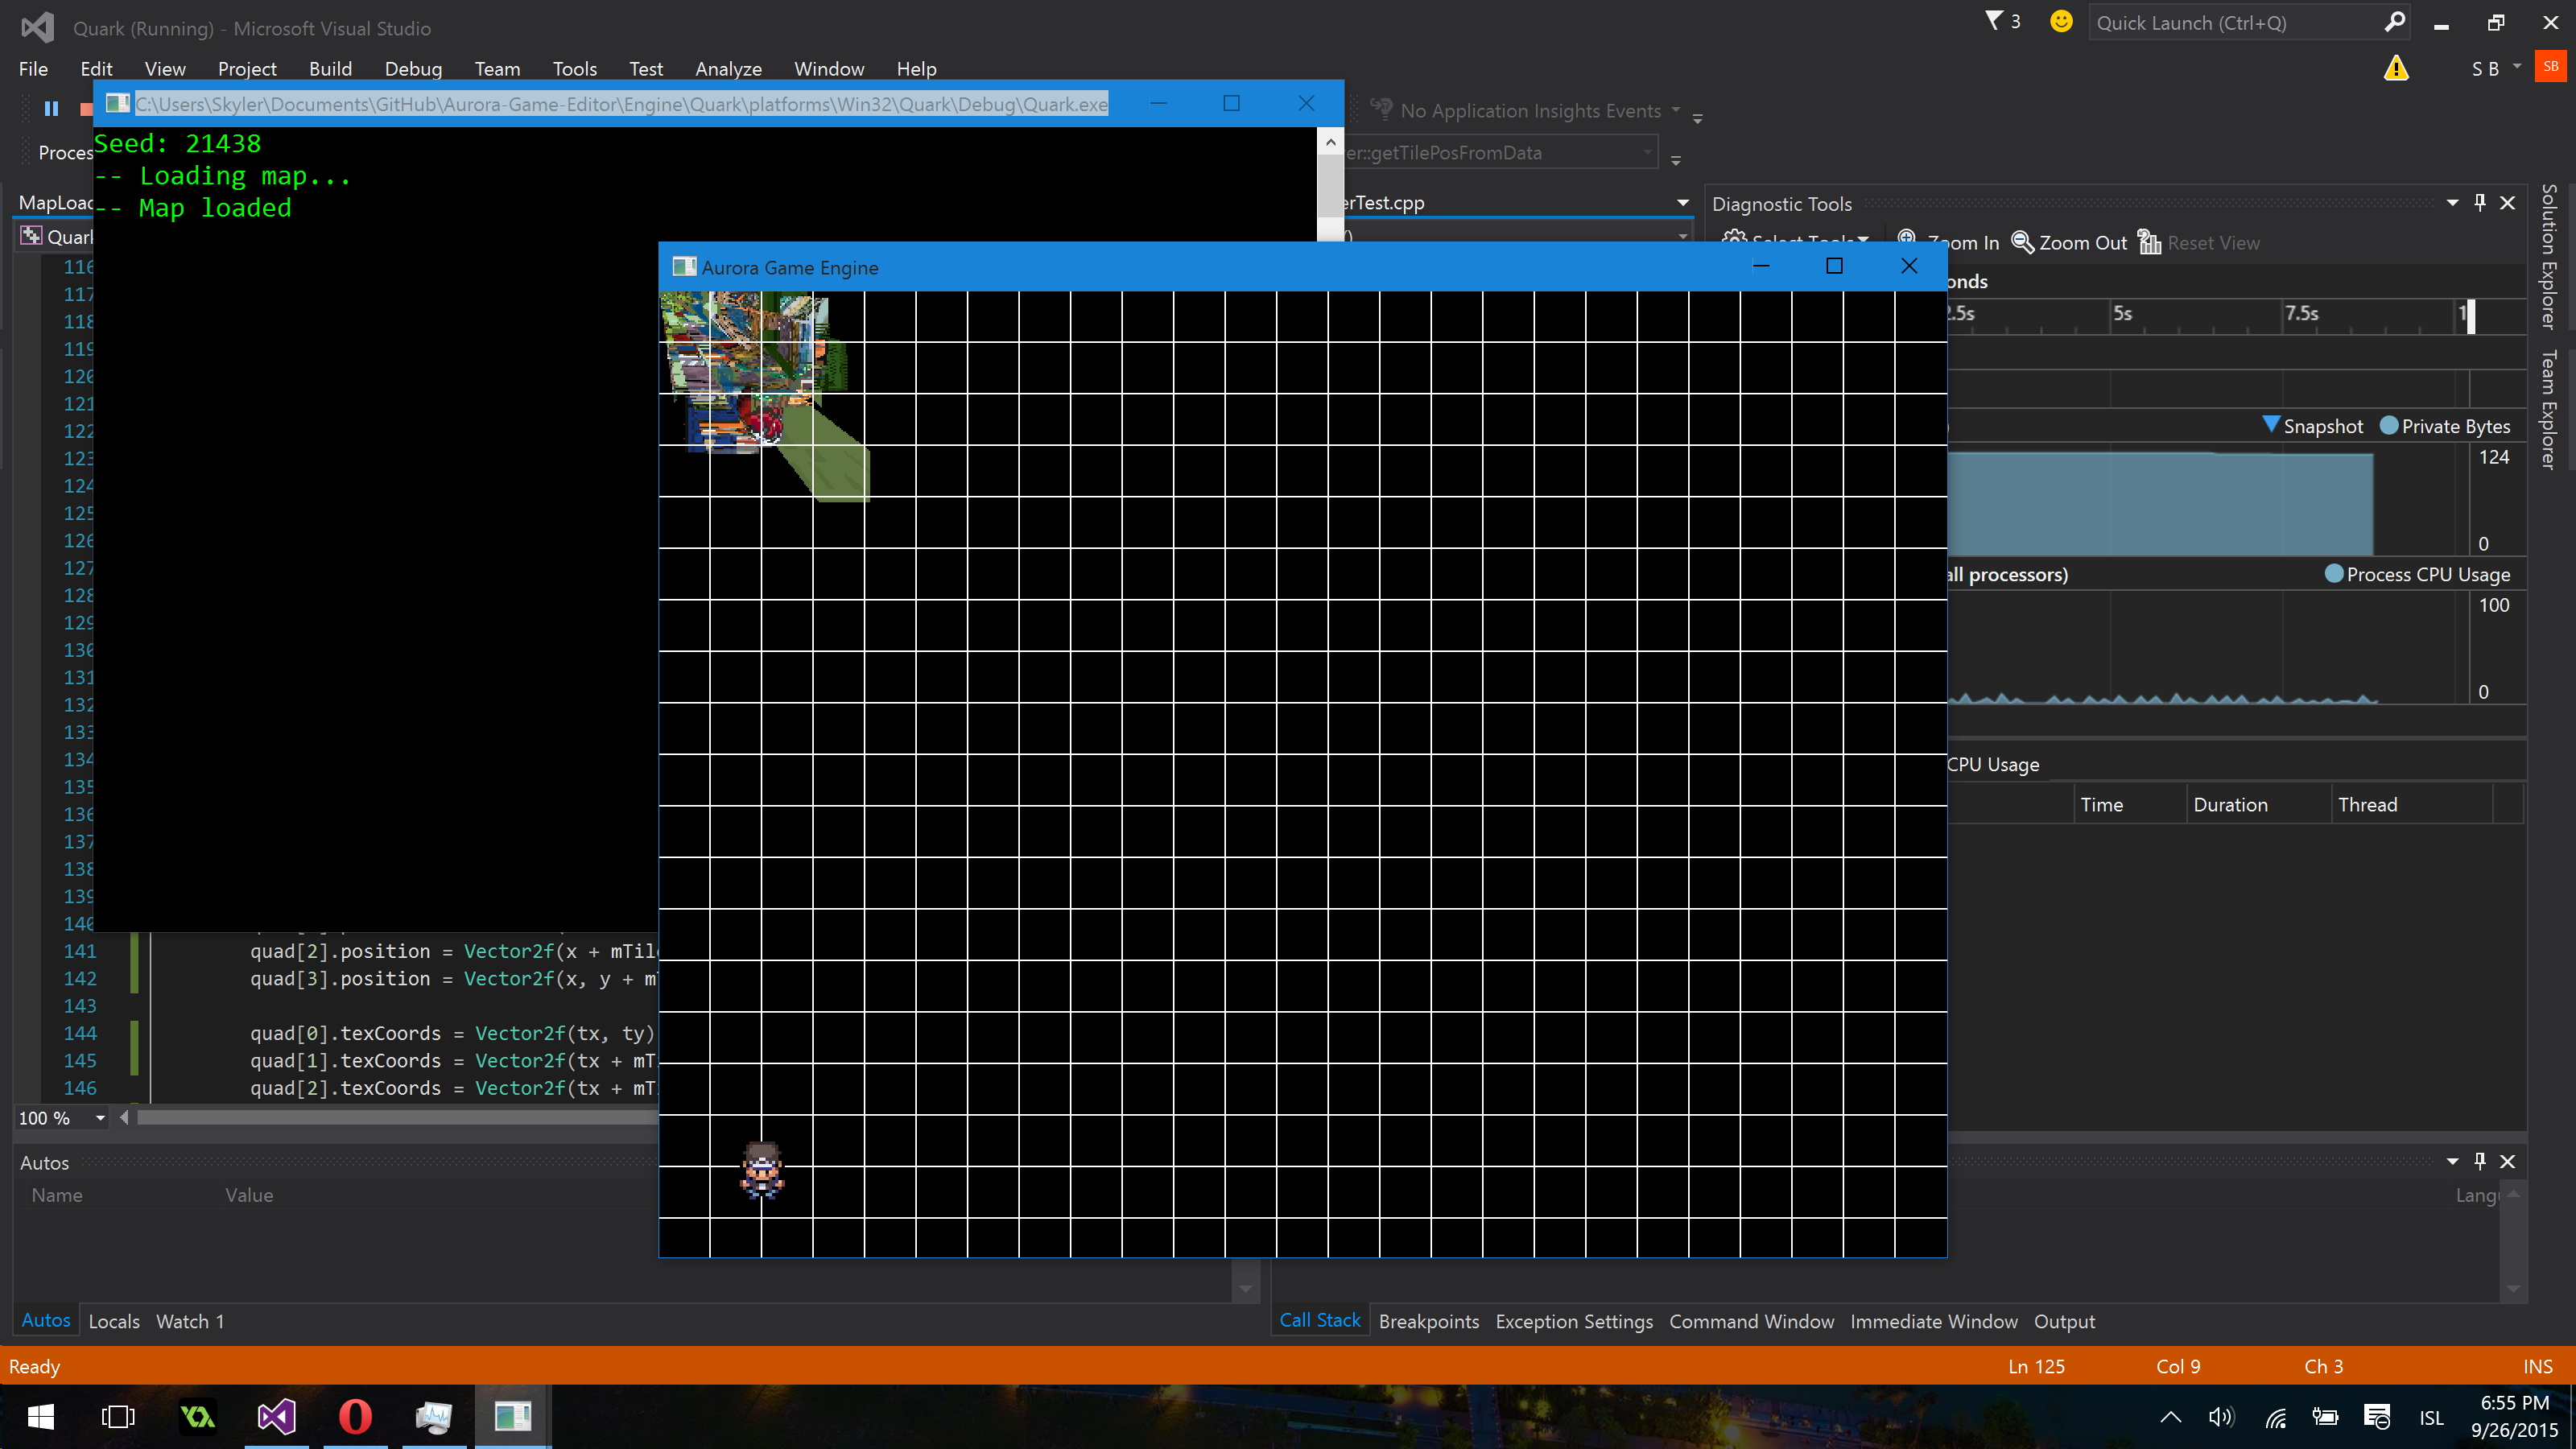 Quark (Running) - Microsoft Visual Studio
3
Quick Launch (Ctrl+Q)
File Edit View Project Build Debug Team Tools Test Analyze Window Help
S B
SB
C:\Users\Skyler\Documents\GitHub\Aurora-Game-Editor\Engine\Quark\platforms\Win32\Quark\Debug\Quark.exe
No Application Insights Events
Seed: 21438
-- Loading map...
-- Map loaded
er::getTilePosFromData
MapLoad
erTest.cpp
Quark
Diagnostic Tools
Zoom In Zoom Out Reset View
Solution Explorer
Team Explorer
Aurora Game Engine
onds
2.5s 5s 7.5s
Snapshot Private Bytes
124
0
all processors)
Process CPU Usage
100
0
CPU Usage
Time Duration Thread
116
117
118
119
120
121
122
123
124
125
126
127
128
129
130
131
132
133
134
135
136
137
138
139
140
141 quad[2].position = Vector2f(x + mTile
142 quad[3].position = Vector2f(x, y + m
143
144 quad[0].texCoords = Vector2f(tx, ty)
145 quad[1].texCoords = Vector2f(tx + mT
146 quad[2].texCoords = Vector2f(tx + mT
100 %
Autos
Name Value
Langu
Autos Locals Watch 1
Call Stack Breakpoints Exception Settings Command Window Immediate Window Output
Ready
Ln 125 Col 9 Ch 3 INS
ISL
6:55 PM
9/26/2015